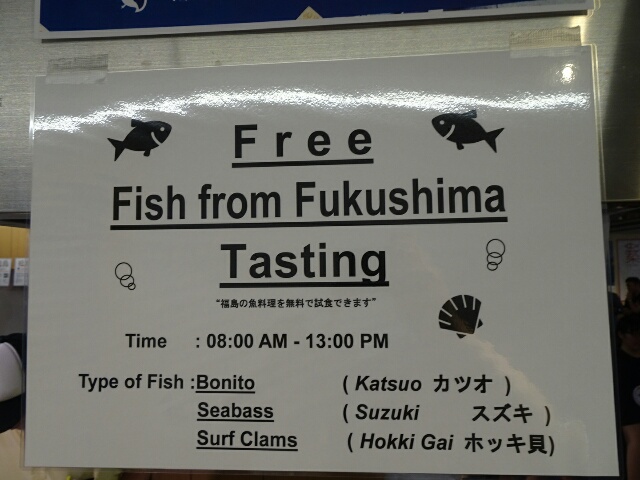 Free
Fish from Fukushima
Tasting
“福島の魚料理を無料で試食できます”
Time : 08:00 AM - 13:00 PM
Type of Fish : Bonito ( Katsuo カツオ )
Seabass ( Suzuki スズキ )
Surf Clams ( Hokki Gai ホッキ貝)